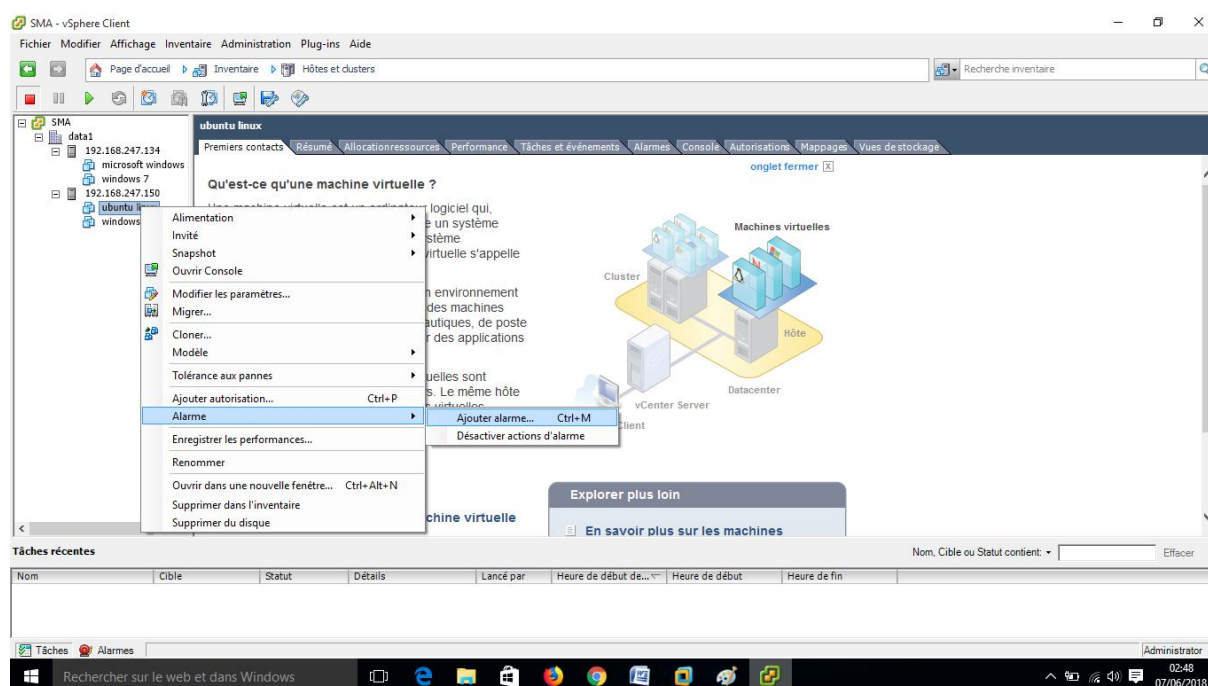 SMA - vSphere Client
Fichier Modifier Affichage Inventaire Administration Plug-ins Aide
Page d'accueil Inventaire Hôtes et clusters
Recherche inventaire
SMA
data1
192.168.247.134
microsoft windows
windows 7
192.168.247.150
ubuntu
windows
ubuntu linux
Premiers contacts Résumé Allocationressources Performance Tâches et événements Alarmes Console Autorisations Mappages Vues de stockage
onglet fermer X
Qu'est-ce qu'une machine virtuelle ?
Une machine virtuelle est un ordinateur logiciel qui,
e un système
stème
virtuelle s'appelle
n environnement
des machines
autiques, de poste
r des applications
uelles sont
s. Le même hôte
virtuelles
chine virtuelle
Machines virtuelles
Cluster
Hôte
Datacenter
vCenter Server
Client
Alimentation
Invité
Snapshot
Ouvrir Console
Modifier les paramètres...
Migrer...
Cloner...
Modèle
Tolérance aux pannes
Ajouter autorisation... Ctrl+P
Alarme
Enregistrer les performances...
Renommer
Ouvrir dans une nouvelle fenêtre... Ctrl+Alt+N
Supprimer dans l'inventaire
Supprimer du disque
Ajouter alarme... Ctrl+M
Désactiver actions d'alarme
Explorer plus loin
En savoir plus sur les machines
Tâches récentes
Nom, Cible ou Statut contient:
Effacer
Nom Cible Statut Détails Lancé par Heure de début de... Heure de début Heure de fin
Tâches Alarmes
Administrator
Rechercher sur le web et dans Windows
02:48
07/06/2018